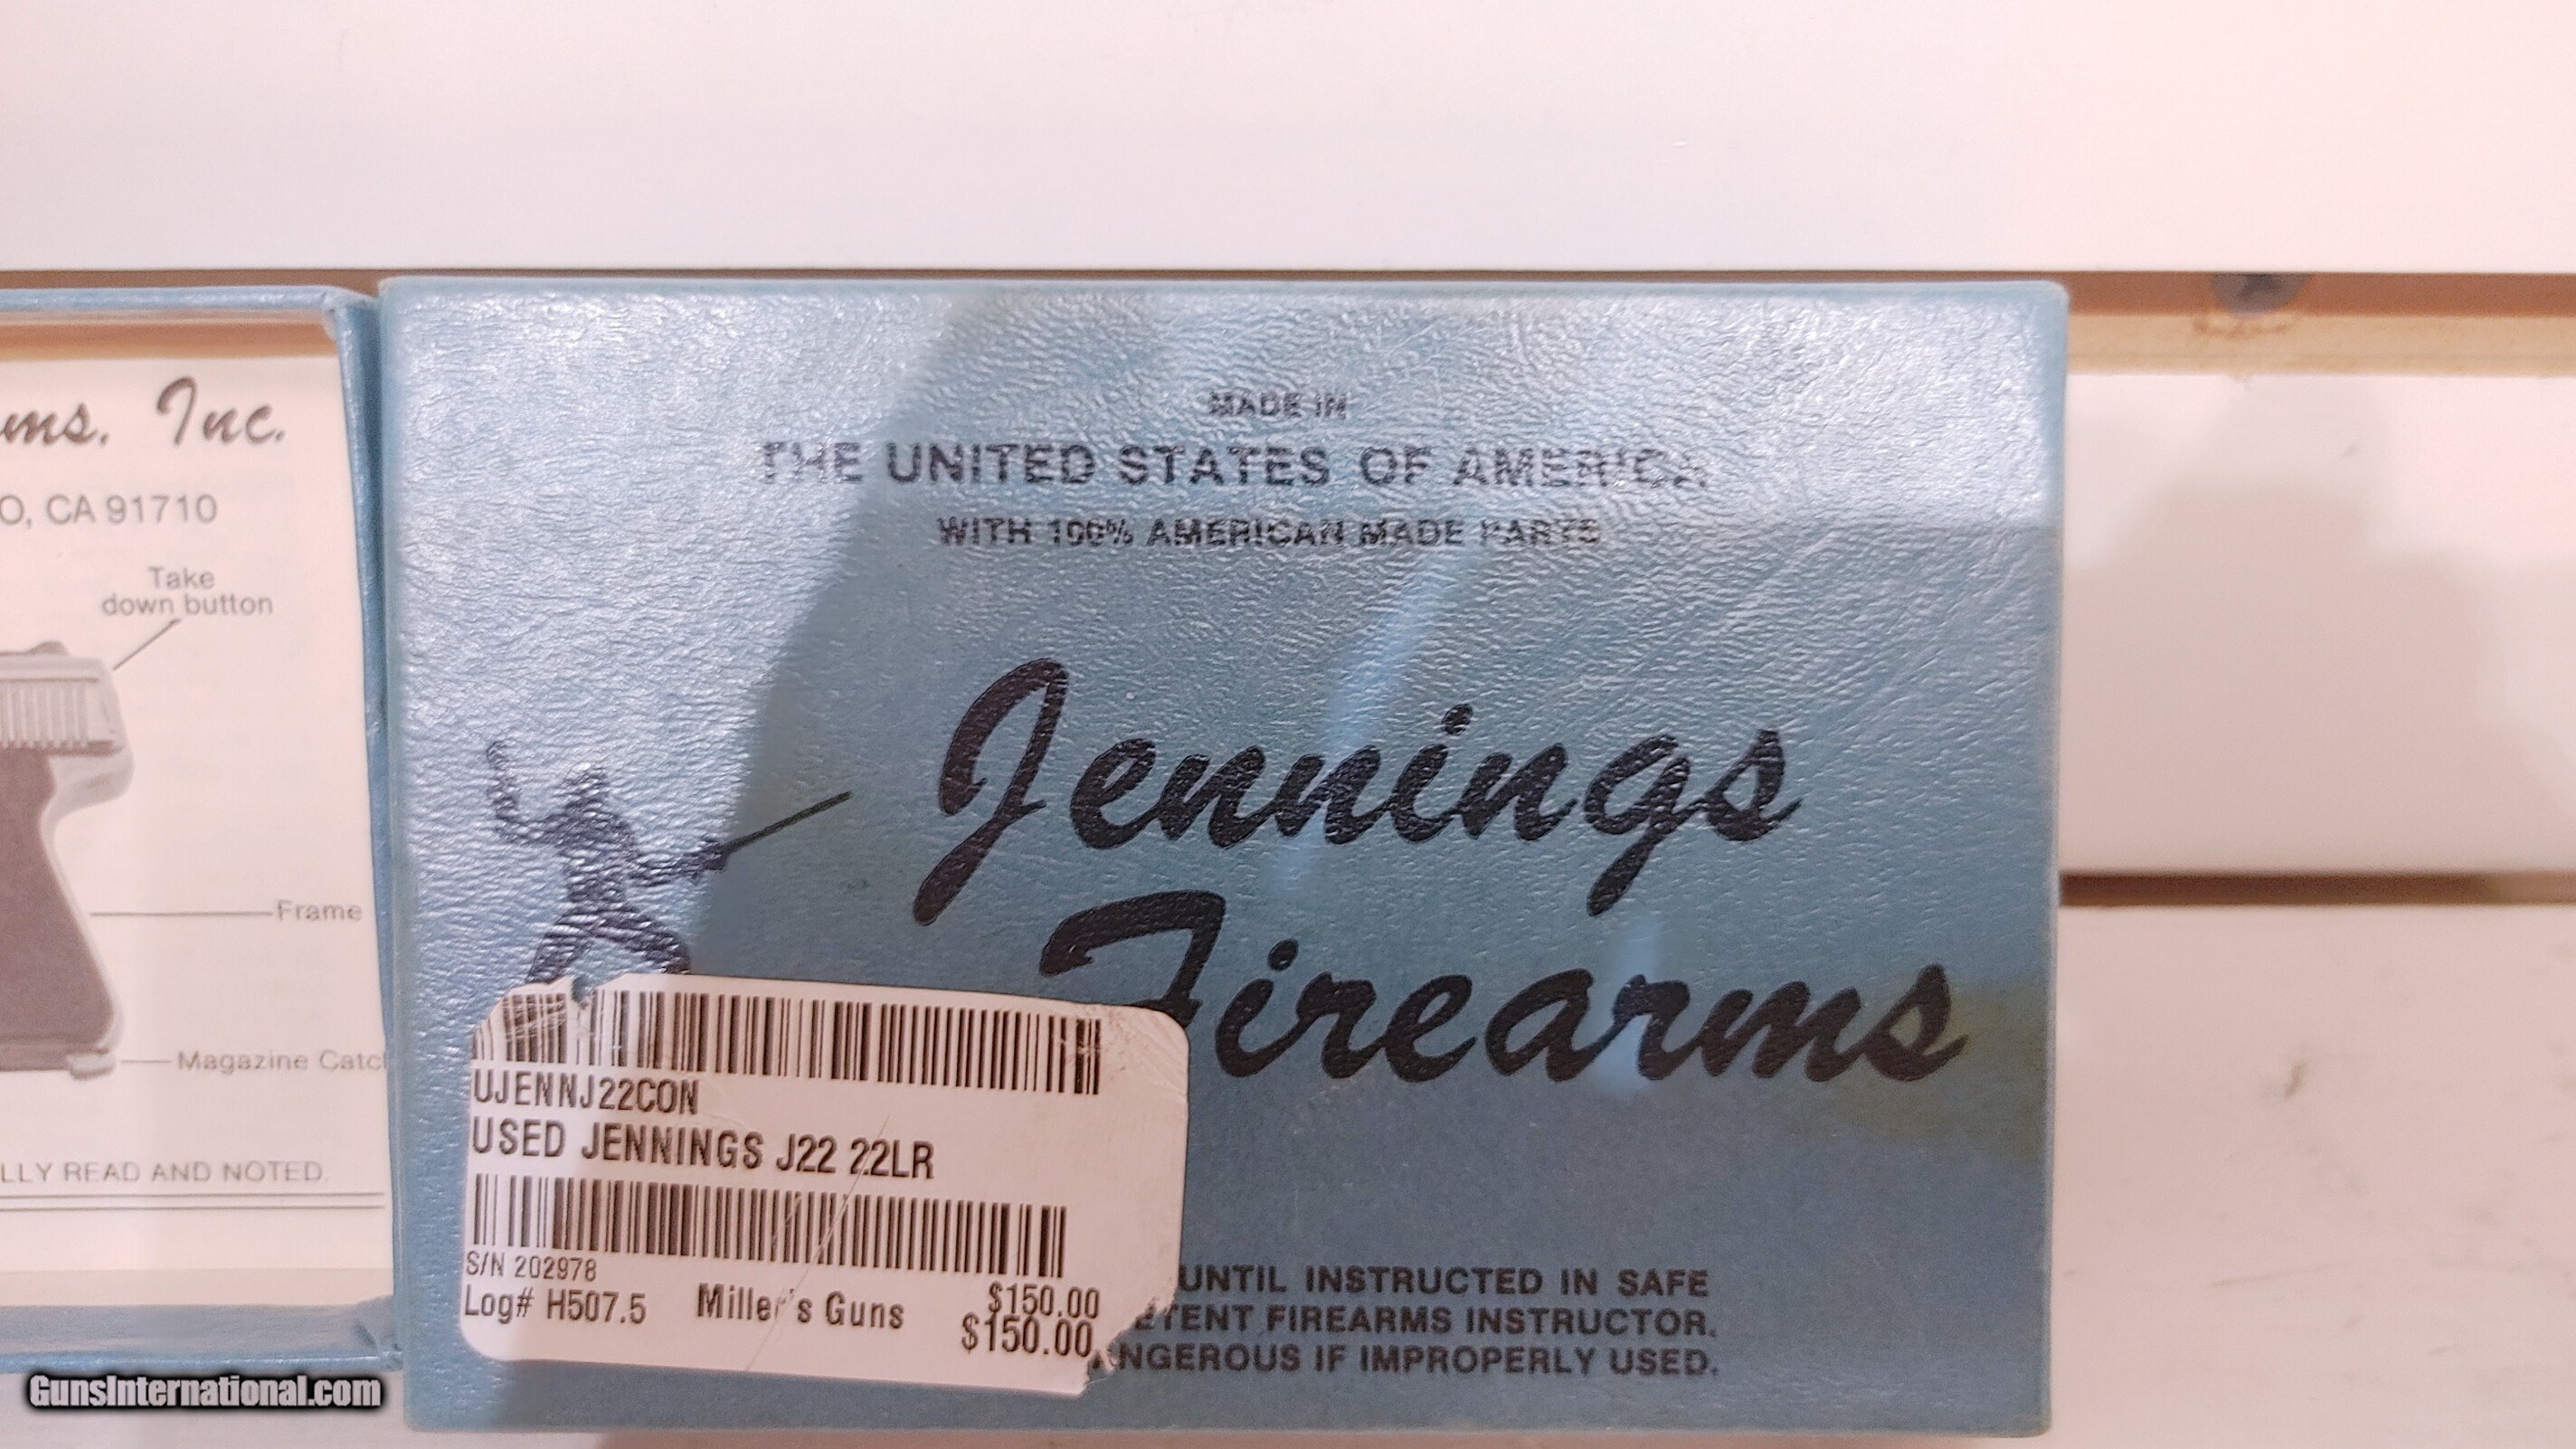 ms. Inc.
O, CA 91710
Take
down button
Frame
Magazine Catc
LLY READ AND NOTED.
MADE IN
THE UNITED STATES OF AMERICA
WITH 100% AMERICAN MADE PARTS
Jennings
Firearms
UJENNJ22CON
USED JENNINGS J22 22LR
S/N 202978
Log# H507.5 Miller's Guns $150.00
$150.00
UNTIL INSTRUCTED IN SAFE
ETENT FIREARMS INSTRUCTOR.
NGEROUS IF IMPROPERLY USED.
GunsInternational.com